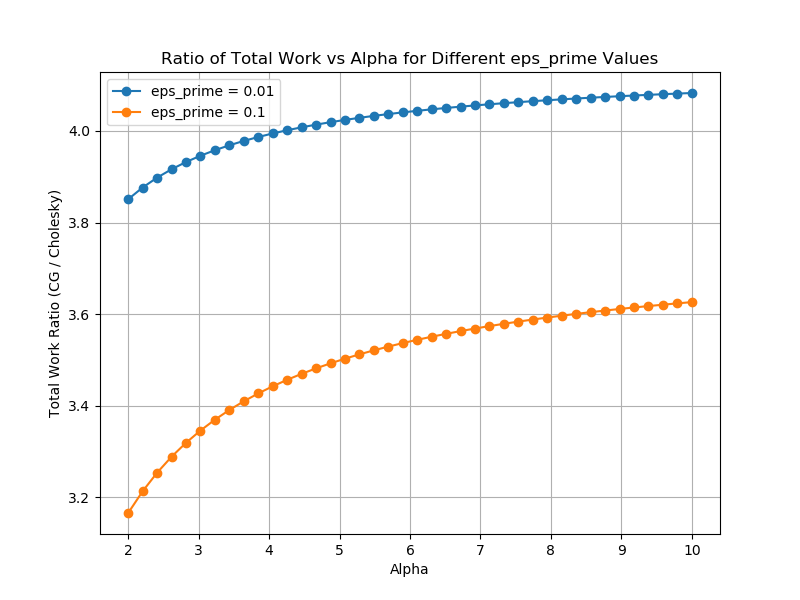 Ratio of Total Work vs Alpha for Different eps_prime Values
eps_prime = 0.01
eps_prime = 0.1
Total Work Ratio (CG / Cholesky)
4.0
3.8
3.6
3.4
3.2
2 3 4 5 6 7 8 9 10
Alpha